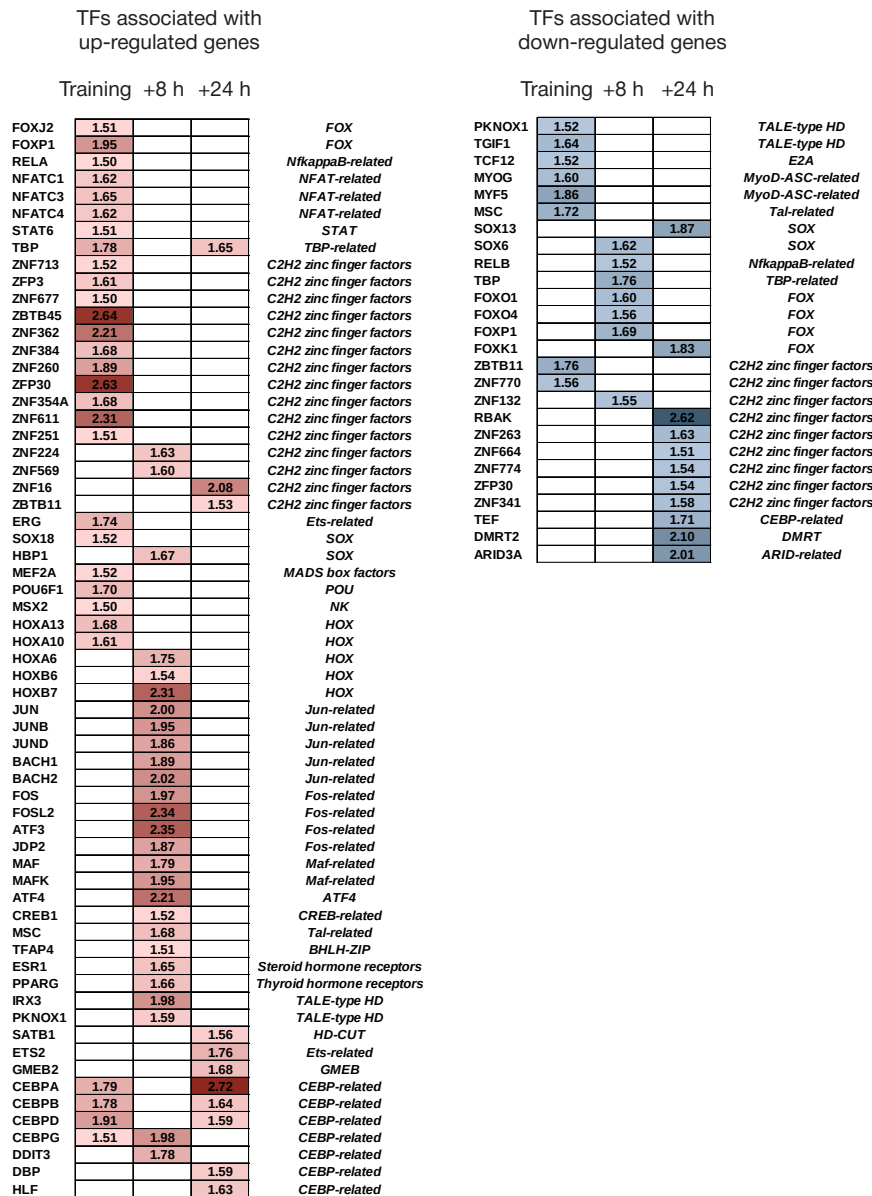 TFs associated with
up-regulated genes
Training +8 h +24 h
FOXJ2 1.51 FOX
FOXP1 1.95 FOX
RELA 1.50 NfkappaB-related
NFATC1 1.62 NFAT-related
NFATC3 1.65 NFAT-related
NFATC4 1.62 NFAT-related
STAT6 1.51 STAT
TBP 1.78 1.65 TBP-related
ZNF713 1.52 C2H2 zinc finger factors
ZFP3 1.61 C2H2 zinc finger factors
ZNF677 1.50 C2H2 zinc finger factors
ZBTB45 2.64 C2H2 zinc finger factors
ZNF362 2.21 C2H2 zinc finger factors
ZNF384 1.68 C2H2 zinc finger factors
ZNF260 1.89 C2H2 zinc finger factors
ZFP30 2.63 C2H2 zinc finger factors
ZNF354A 1.68 C2H2 zinc finger factors
ZNF611 2.31 C2H2 zinc finger factors
ZNF251 1.51 C2H2 zinc finger factors
ZNF224 1.63 C2H2 zinc finger factors
ZNF569 1.60 C2H2 zinc finger factors
ZNF16 2.08 C2H2 zinc finger factors
ZBTB11 1.53 C2H2 zinc finger factors
ERG 1.74 Ets-related
SOX18 1.52 SOX
HBP1 1.67 SOX
MEF2A 1.52 MADS box factors
POU6F1 1.70 POU
MSX2 1.50 NK
HOXA13 1.68 HOX
HOXA10 1.61 HOX
HOXA6 1.75 HOX
HOXB6 1.54 HOX
HOXB7 2.31 HOX
JUN 2.00 Jun-related
JUNB 1.95 Jun-related
JUND 1.86 Jun-related
BACH1 1.89 Jun-related
BACH2 2.02 Jun-related
FOS 1.97 Fos-related
FOSL2 2.34 Fos-related
ATF3 2.35 Fos-related
JDP2 1.87 Fos-related
MAF 1.79 Maf-related
MAFK 1.95 Maf-related
ATF4 2.21 ATF4
CREB1 1.52 CREB-related
MSC 1.68 Tal-related
TFAP4 1.51 BHLH-ZIP
ESR1 1.65 Steroid hormone receptors
PPARG 1.66 Thyroid hormone receptors
IRX3 1.98 TALE-type HD
PKNOX1 1.59 TALE-type HD
SATB1 1.56 HD-CUT
ETS2 1.76 Ets-related
GMEB2 1.68 GMEB
CEBPA 1.79 2.72 CEBP-related
CEBPB 1.78 1.64 CEBP-related
CEBPD 1.91 1.59 CEBP-related
CEBPG 1.51 1.98 CEBP-related
DDIT3 1.78 CEBP-related
DBP 1.59 CEBP-related
HLF 1.63 CEBP-related
TFs associated with
down-regulated genes
Training +8 h +24 h
PKNOX1 1.52 TALE-type HD
TGIF1 1.64 TALE-type HD
TCF12 1.52 E2A
MYOG 1.60 MyoD-ASC-related
MYF5 1.86 MyoD-ASC-related
MSC 1.72 Tal-related
SOX13 1.87 SOX
SOX6 1.62 SOX
RELB 1.52 NfkappaB-related
TBP 1.76 TBP-related
FOXO1 1.60 FOX
FOXO4 1.56 FOX
FOXP1 1.69 FOX
FOXK1 1.83 FOX
ZBTB11 1.76 C2H2 zinc finger factors
ZNF770 1.56 C2H2 zinc finger factors
ZNF132 1.55 C2H2 zinc finger factors
RBAK 2.62 C2H2 zinc finger factors
ZNF263 1.63 C2H2 zinc finger factors
ZNF664 1.51 C2H2 zinc finger factors
ZNF774 1.54 C2H2 zinc finger factors
ZFP30 1.54 C2H2 zinc finger factors
ZNF341 1.58 C2H2 zinc finger factors
TEF 1.71 CEBP-related
DMRT2 2.10 DMRT
ARID3A 2.01 ARID-related